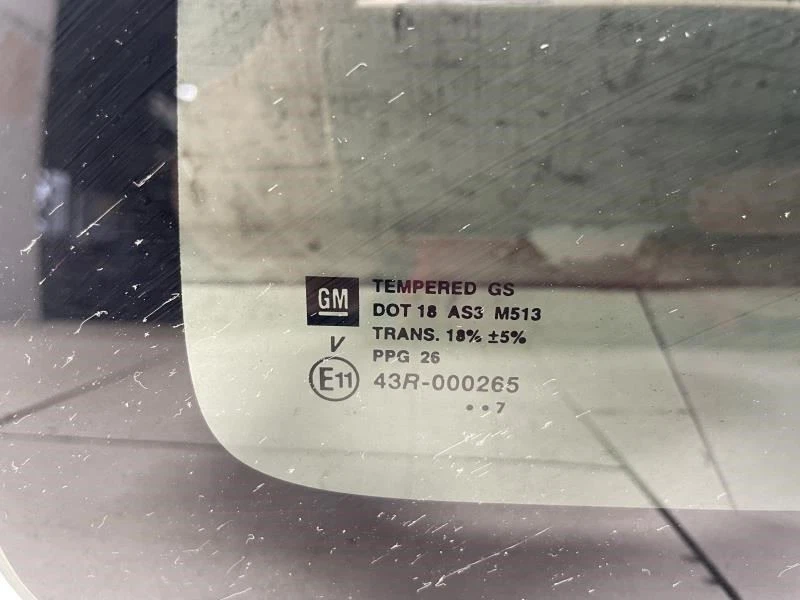 GM
TEMPERED GS
DOT 18 AS3 M513
TRANS. 18% ±5%
V
PPG 26
E11
43R-000265
• • 7